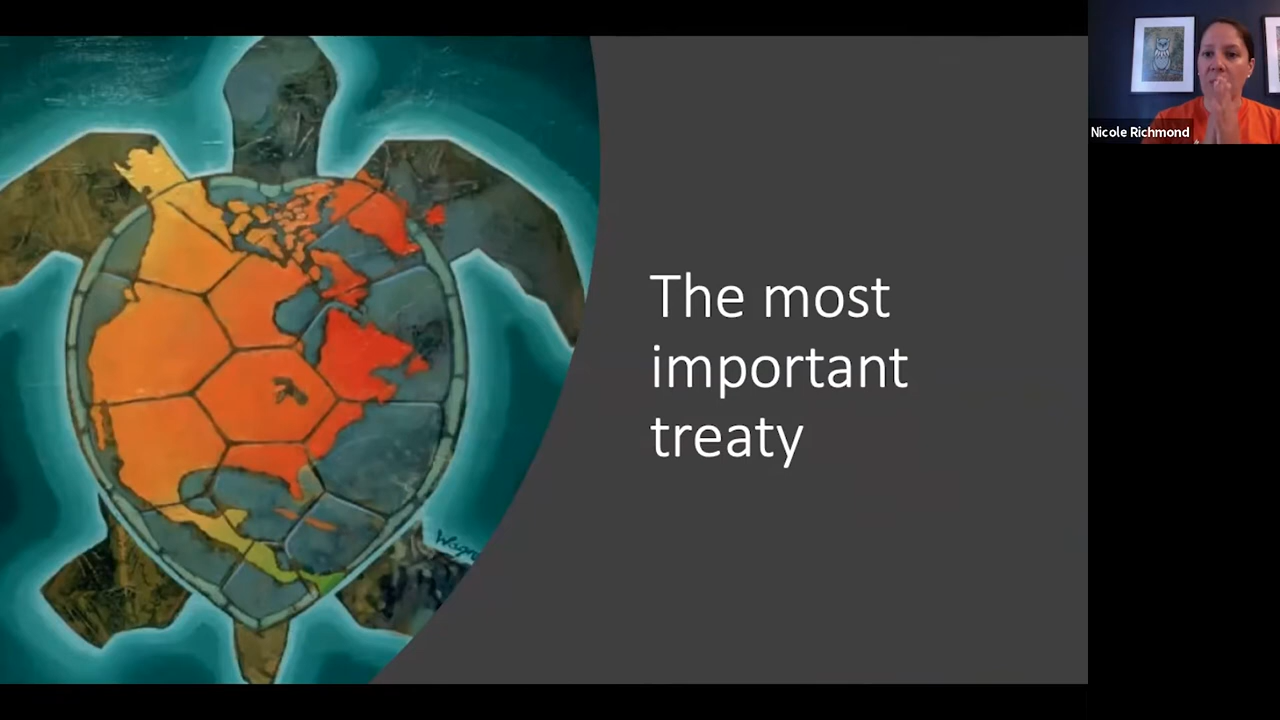 The most
important
treaty
Nicole Richmond